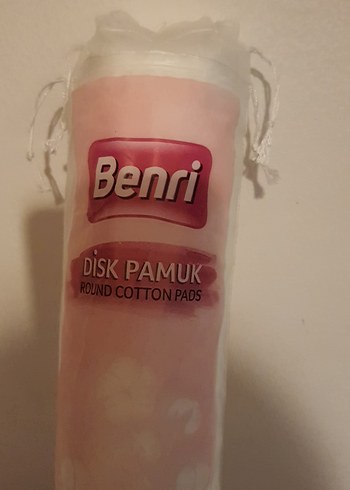 Benri
DİSK PAMUK
ROUND COTTON PADS